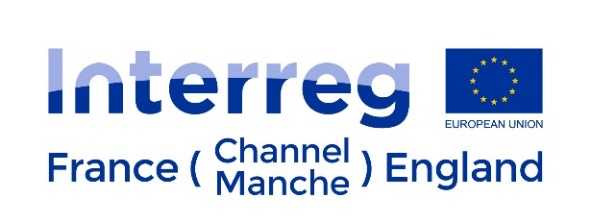 Interreg
EUROPEAN UNION
France ( Channel
Manche ) England